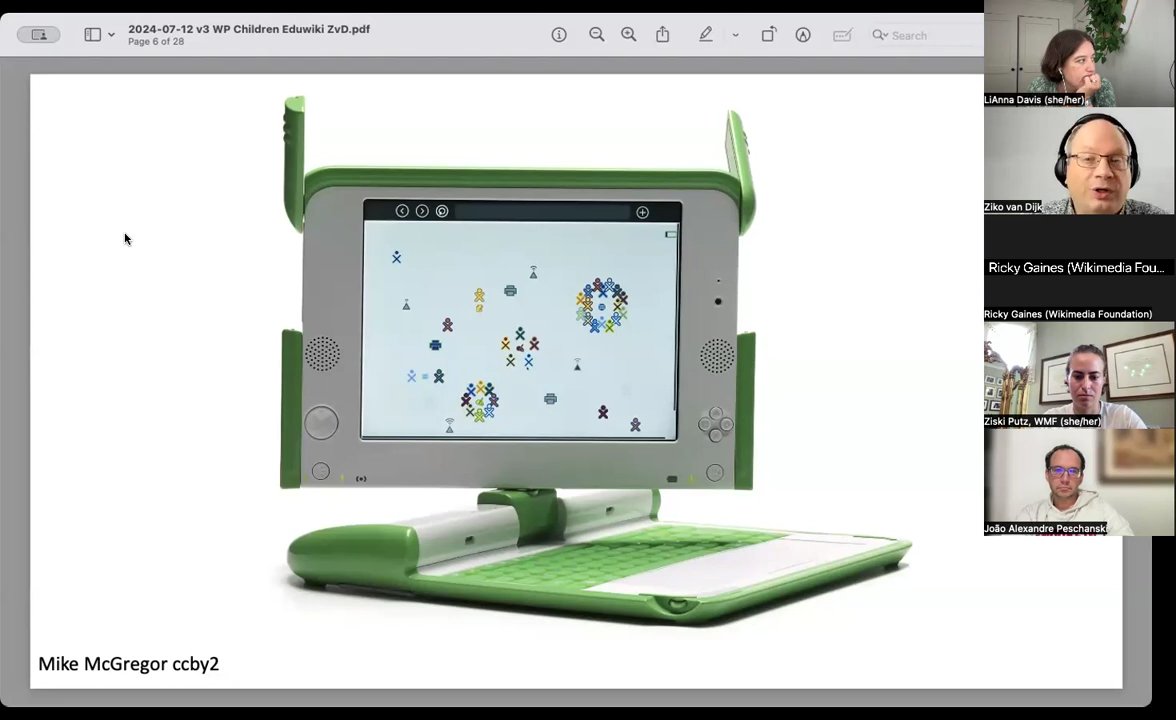 2024-07-12 v3 WP Children Eduwiki ZvD.pdf
Page 6 of 28
Search
LiAnna Davis (she/her)
Ziko van Dijk
Ricky Gaines (Wikimedia Fou...
Ricky Gaines (Wikimedia Foundation)
Ziski Putz, WMF (she/her)
João Alexandre Peschanski
Mike McGregor ccby2